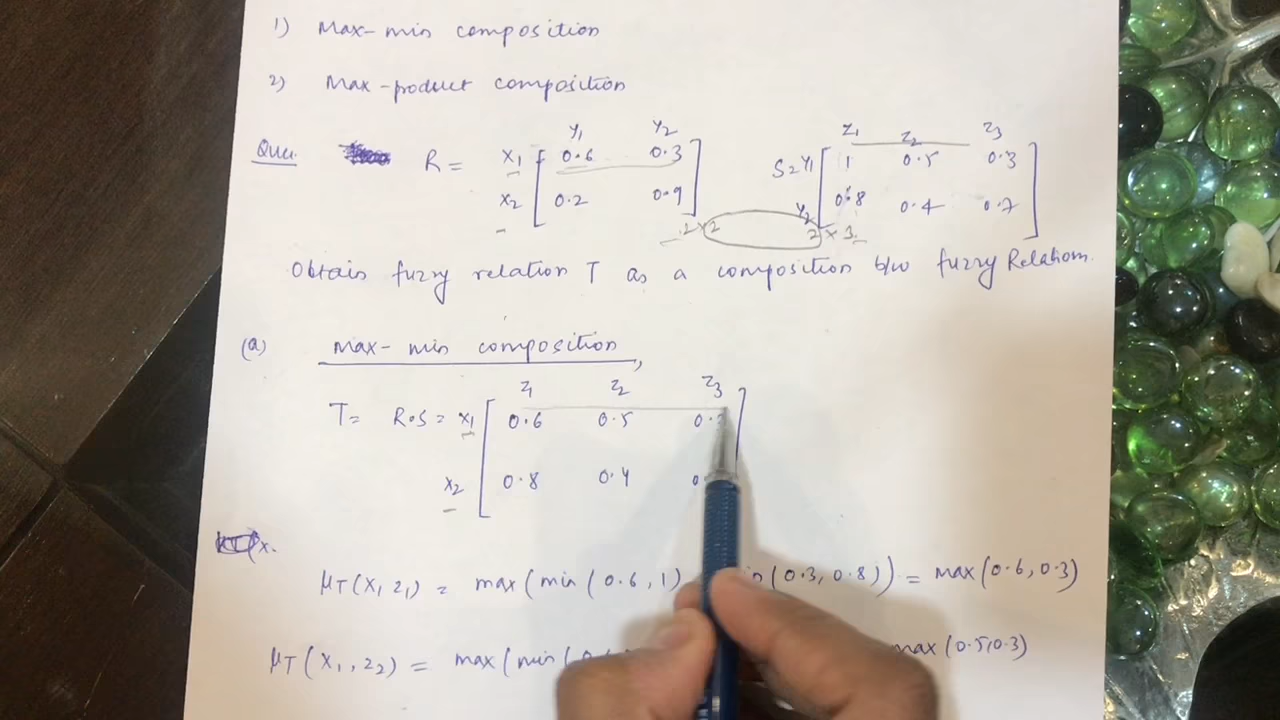 1) Max-min composition
2) Max-product composition
y1 y2
z1 z2 z3
Ques. R = x1 0.6 0.3
S=y1 1 0.5 0.3
x2 0.2 0.9
y2 0.8 0.4 0.7
2×2 2×3
Obtain fuzzy relation T as a composition b/w fuzzy Relations.
(a) max-min composition,
z1 z2 z3
T= R∘S = x1 0.6 0.5 0.
x2 0.8 0.4 0
x.
μT(x1 z1) = max(min(0.6,1) (0.3, 0.8)) = max(0.6,0.3)
μT(x1, z2) = max(min( max(0.5,0.3)